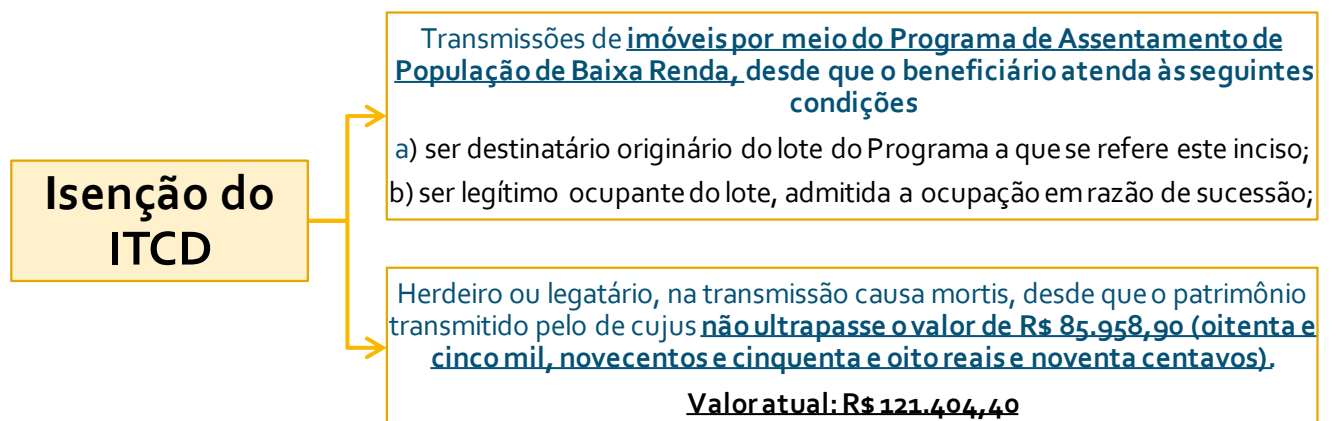 Transmissões de imóveis por meio do Programa de Assentamento de
População de Baixa Renda, desde que o beneficiário atenda às seguintes
condições
a) ser destinatário originário do lote do Programa a que se refere este inciso;
b) ser legítimo ocupante do lote, admitida a ocupação em razão de sucessão;
Isenção do
ITCD
Herdeiro ou legatário, na transmissão causa mortis, desde que o patrimônio
transmitido pelo de cujus não ultrapasse o valor de R$ 85.958,90 (oitenta e
cinco mil, novecentos e cinquenta e oito reais e noventa centavos).
Valor atual: R$ 121.404,40